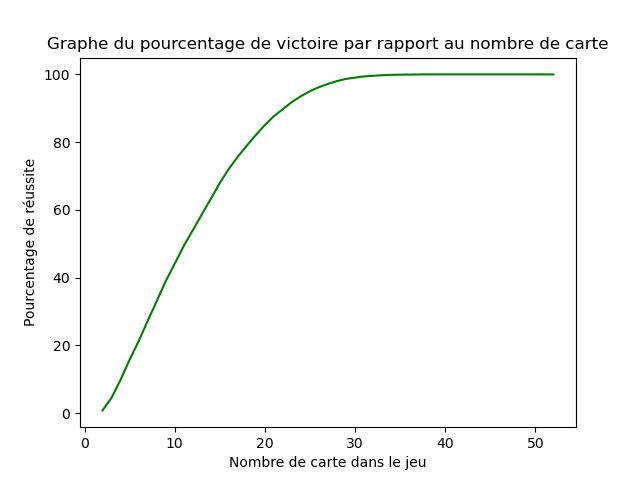 Graphe du pourcentage de victoire par rapport au nombre de carte
100
80
60
40
20
0
Pourcentage de réussite
0 10 20 30 40 50
Nombre de carte dans le jeu